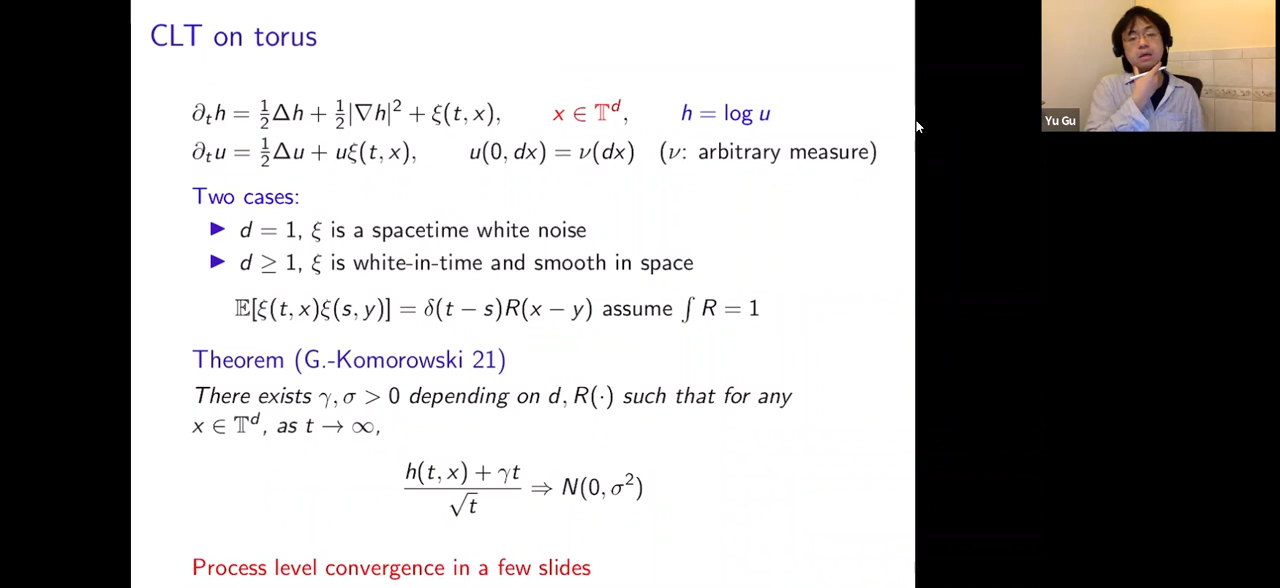 CLT on torus
∂ₜh = ½Δh + ½|∇h|² + ξ(t, x), x ∈ 𝕋ᵈ, h = log u
∂ₜu = ½Δu + uξ(t, x), u(0, dx) = ν(dx) (ν: arbitrary measure)
Two cases:
▶ d = 1, ξ is a spacetime white noise
▶ d ≥ 1, ξ is white-in-time and smooth in space
𝔼[ξ(t, x)ξ(s, y)] = δ(t − s)R(x − y) assume ∫ R = 1
Theorem (G.-Komorowski 21)
There exists γ, σ > 0 depending on d, R(·) such that for any
x ∈ 𝕋ᵈ, as t → ∞,
(h(t, x) + γt)/√t ⇒ N(0, σ²)
Process level convergence in a few slides
Yu Gu